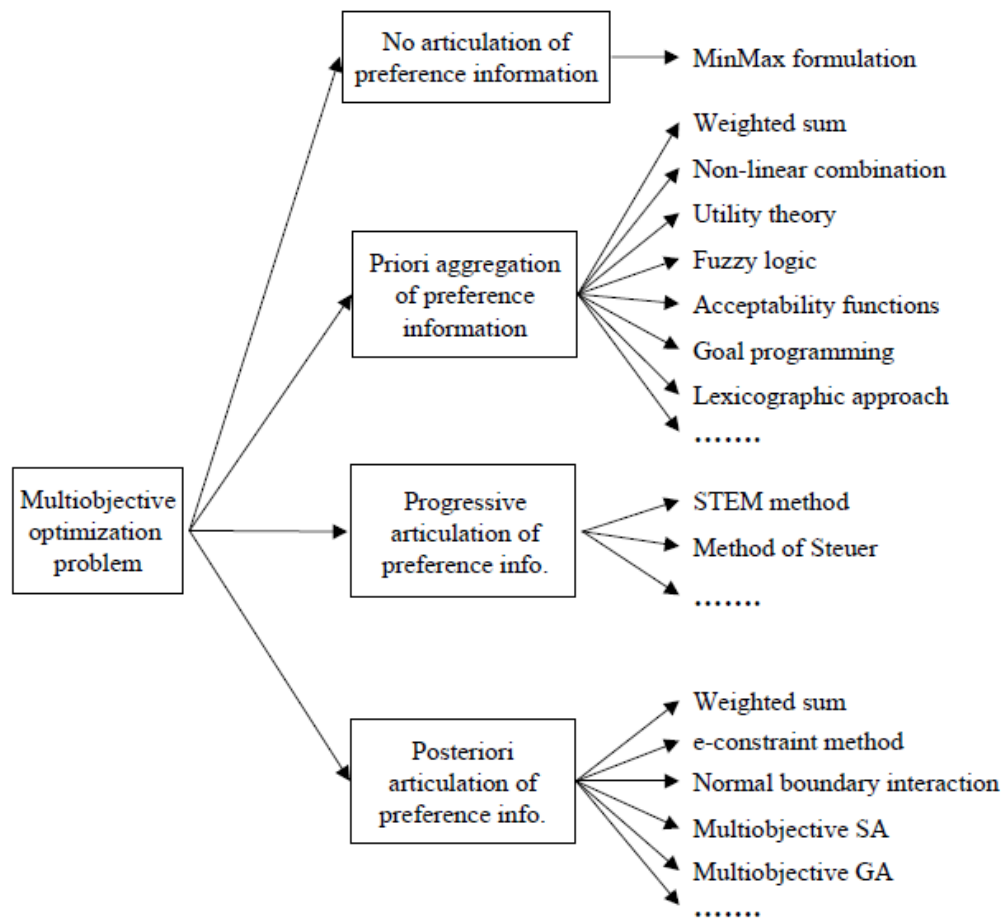 No articulation of
preference information
MinMax formulation
Weighted sum
Non-linear combination
Utility theory
Priori aggregation
of preference
information
Fuzzy logic
Acceptability functions
Goal programming
Lexicographic approach
.......
Multiobjective
optimization
problem
Progressive
articulation of
preference info.
STEM method
Method of Steuer
.......
Posteriori
articulation of
preference info.
Weighted sum
e-constraint method
Normal boundary interaction
Multiobjective SA
Multiobjective GA
.......